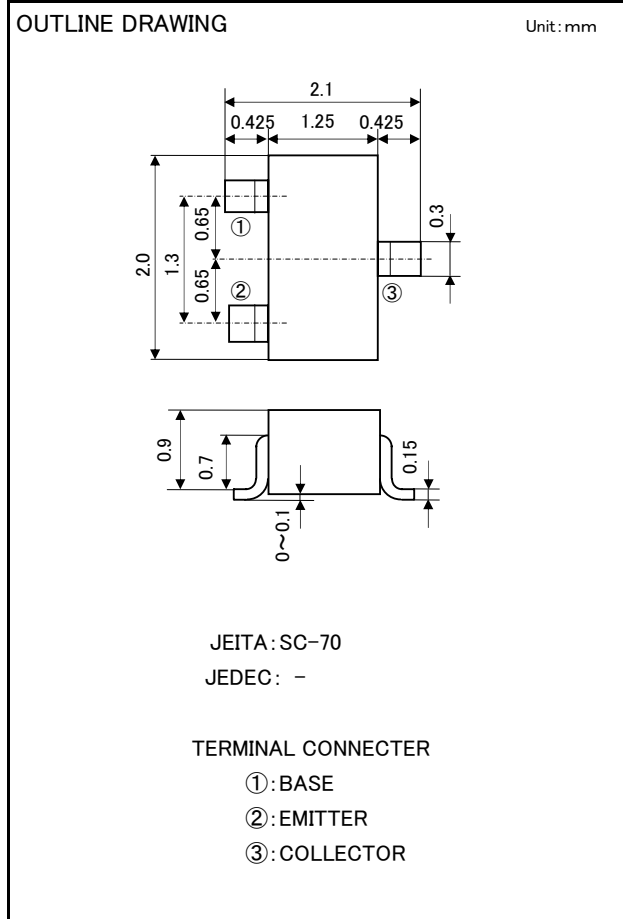 OUTLINE DRAWING Unit:mm
2.1
0.425 1.25 0.425
2.0
1.3
0.65
0.65
0.3
①
②
③
0.9
0.7
0.15
0~0.1
JEITA:SC-70
JEDEC: -
TERMINAL CONNECTER
①:BASE
②:EMITTER
③:COLLECTOR